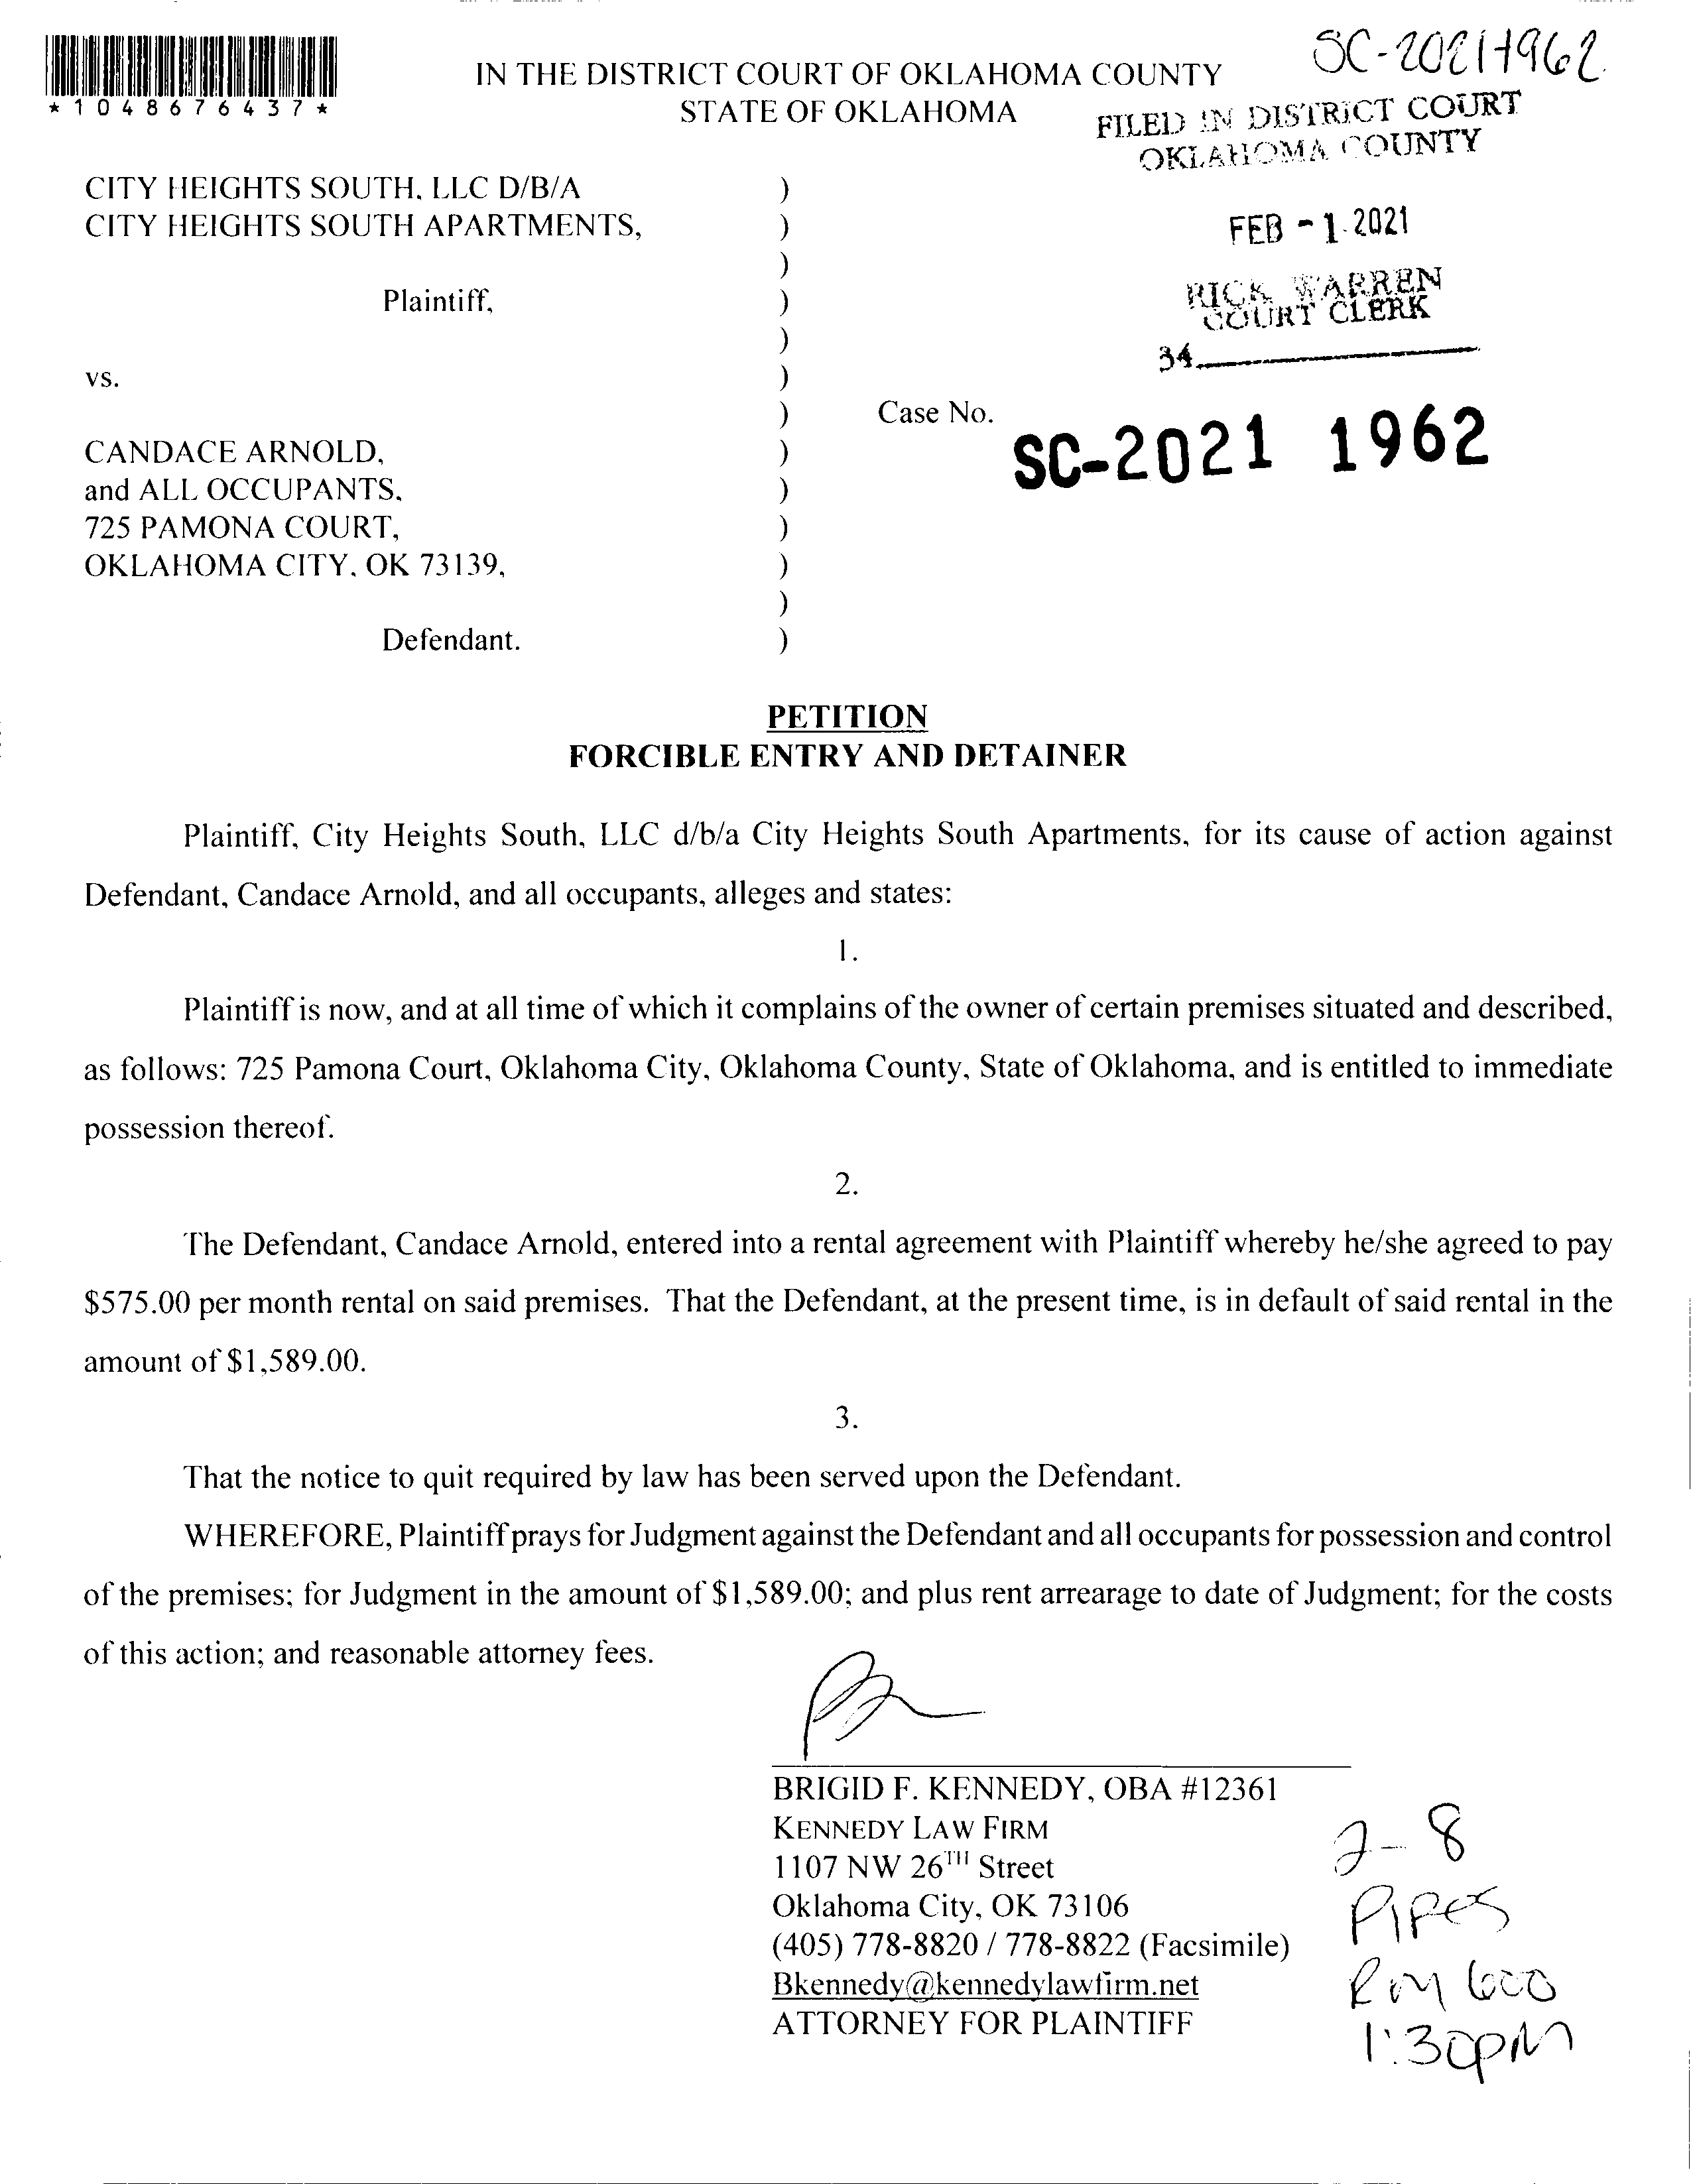 SC-2021-1962
*1048676437*
IN THE DISTRICT COURT OF OKLAHOMA COUNTY
STATE OF OKLAHOMA
FILED IN DISTRICT COURT
OKLAHOMA COUNTY
CITY HEIGHTS SOUTH, LLC D/B/A )
CITY HEIGHTS SOUTH APARTMENTS, )
FEB - 1 2021
)
Plaintiff, )
RICK WARREN
COURT CLERK
)
34
vs. )
) Case No.
SC-2021 1962
CANDACE ARNOLD, )
and ALL OCCUPANTS, )
725 PAMONA COURT, )
OKLAHOMA CITY, OK 73139, )
)
Defendant. )
PETITION
FORCIBLE ENTRY AND DETAINER
Plaintiff, City Heights South, LLC d/b/a City Heights South Apartments, for its cause of action against
Defendant, Candace Arnold, and all occupants, alleges and states:
1.
Plaintiff is now, and at all time of which it complains of the owner of certain premises situated and described,
as follows: 725 Pamona Court, Oklahoma City, Oklahoma County, State of Oklahoma, and is entitled to immediate
possession thereof.
2.
The Defendant, Candace Arnold, entered into a rental agreement with Plaintiff whereby he/she agreed to pay
$575.00 per month rental on said premises. That the Defendant, at the present time, is in default of said rental in the
amount of $1,589.00.
3.
That the notice to quit required by law has been served upon the Defendant.
WHEREFORE, Plaintiff prays for Judgment against the Defendant and all occupants for possession and control
of the premises; for Judgment in the amount of $1,589.00; and plus rent arrearage to date of Judgment; for the costs
of this action; and reasonable attorney fees.
BRIGID F. KENNEDY, OBA #12361
KENNEDY LAW FIRM
1107 NW 26TH Street
Oklahoma City, OK 73106
(405) 778-8820 / 778-8822 (Facsimile)
Bkennedy@kennedylawfirm.net
ATTORNEY FOR PLAINTIFF
2-8
PIPES
Rm 600
1:30pm